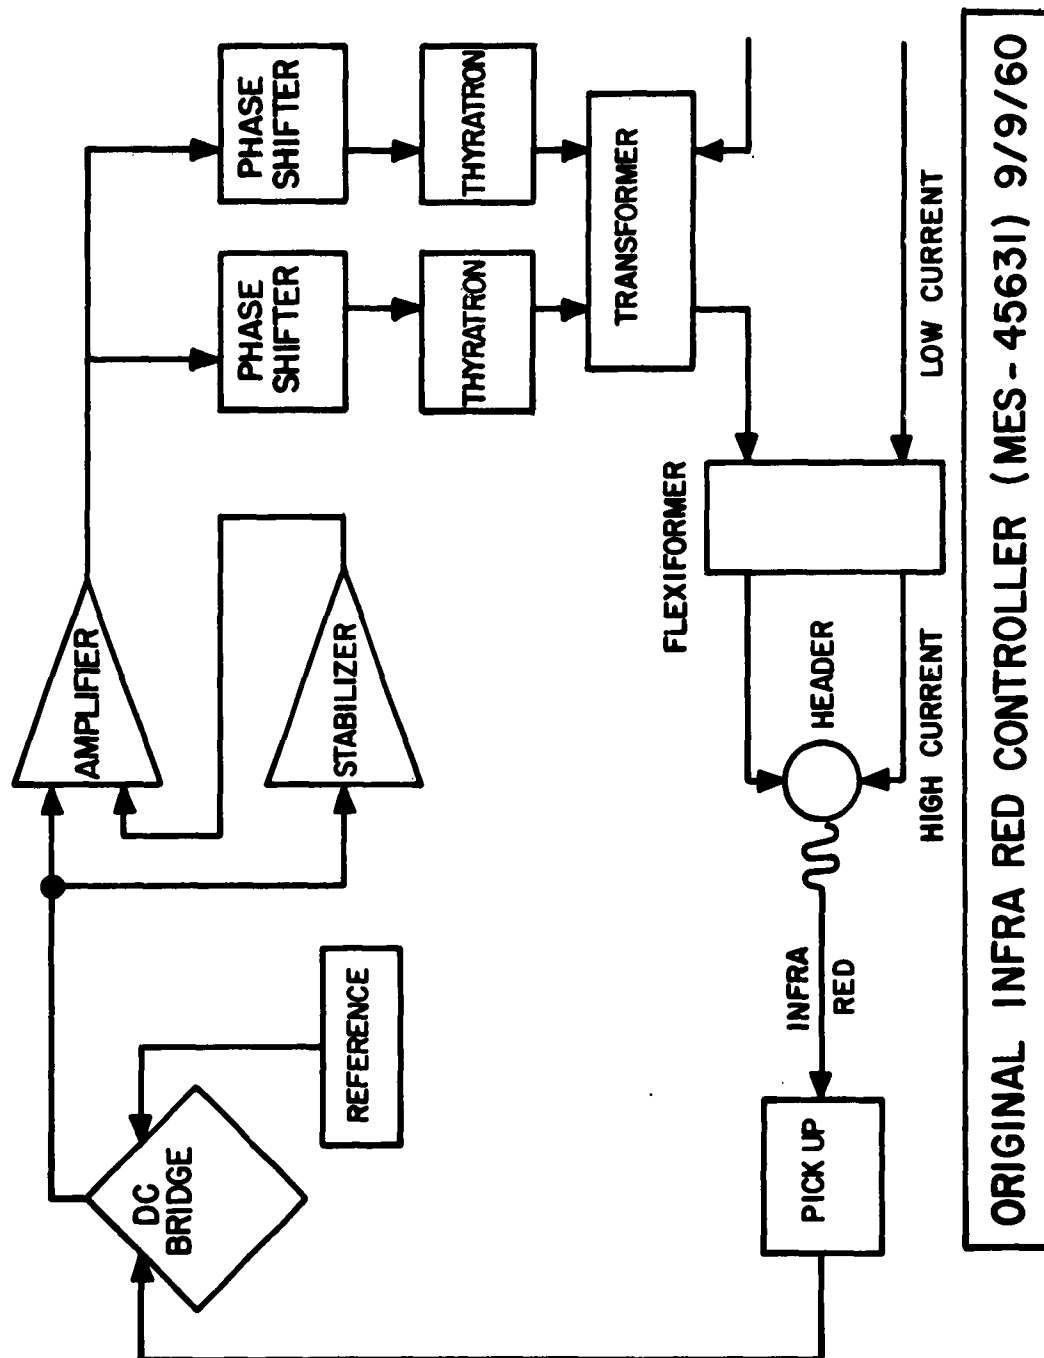 DC
BRIDGE
REFERENCE
AMPLIFIER
STABILIZER
PHASE
SHIFTER
PHASE
SHIFTER
THYRATRON
THYRATRON
TRANSFORMER
FLEXIFORMER
HEADER
INFRA
RED
PICK UP
HIGH CURRENT
LOW CURRENT
ORIGINAL INFRA RED CONTROLLER (MES-45631) 9/9/60